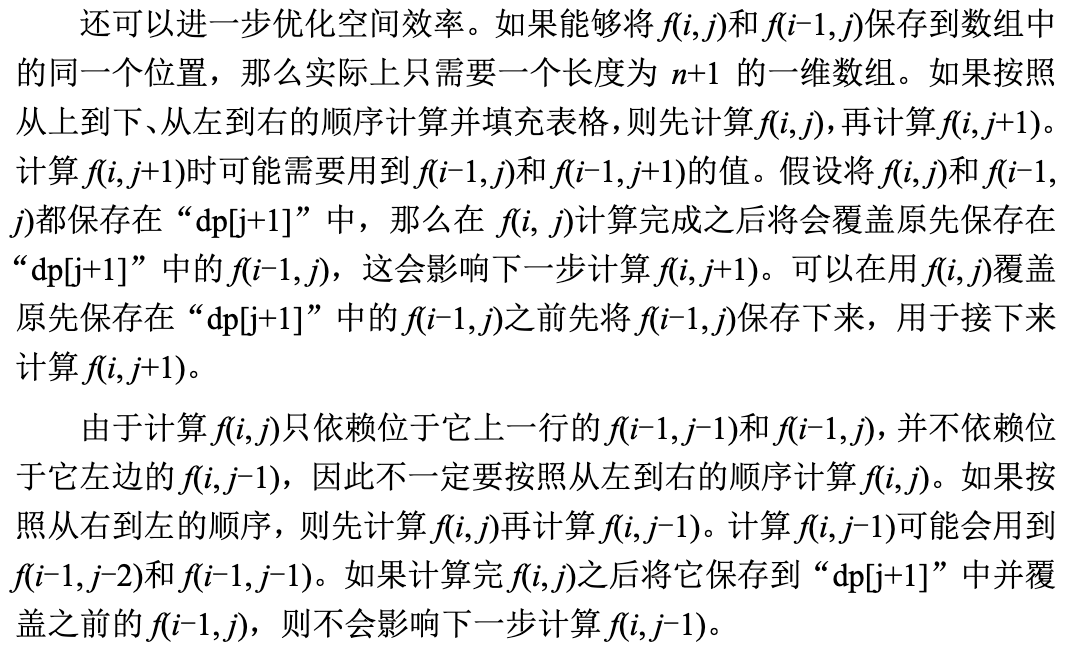 还可以进一步优化空间效率。如果能够将 f(i, j)和 f(i−1, j)保存到数组中
的同一个位置，那么实际上只需要一个长度为 n+1 的一维数组。如果按照
从上到下、从左到右的顺序计算并填充表格，则先计算 f(i, j)，再计算 f(i, j+1)。
计算 f(i, j+1)时可能需要用到 f(i−1, j)和 f(i−1, j+1)的值。假设将 f(i, j)和 f(i−1,
j)都保存在“dp[j+1]”中，那么在 f(i, j)计算完成之后将会覆盖原先保存在
“dp[j+1]”中的 f(i−1, j)，这会影响下一步计算 f(i, j+1)。可以在用 f(i, j)覆盖
原先保存在“dp[j+1]”中的 f(i−1, j)之前先将 f(i−1, j)保存下来，用于接下来
计算 f(i, j+1)。
由于计算 f(i, j)只依赖位于它上一行的 f(i−1, j−1)和 f(i−1, j)，并不依赖位
于它左边的 f(i, j−1)，因此不一定要按照从左到右的顺序计算 f(i, j)。如果按
照从右到左的顺序，则先计算 f(i, j)再计算 f(i, j−1)。计算 f(i, j−1)可能会用到
f(i−1, j−2)和 f(i−1, j−1)。如果计算完 f(i, j)之后将它保存到“dp[j+1]”中并覆
盖之前的 f(i−1, j)，则不会影响下一步计算 f(i, j−1)。